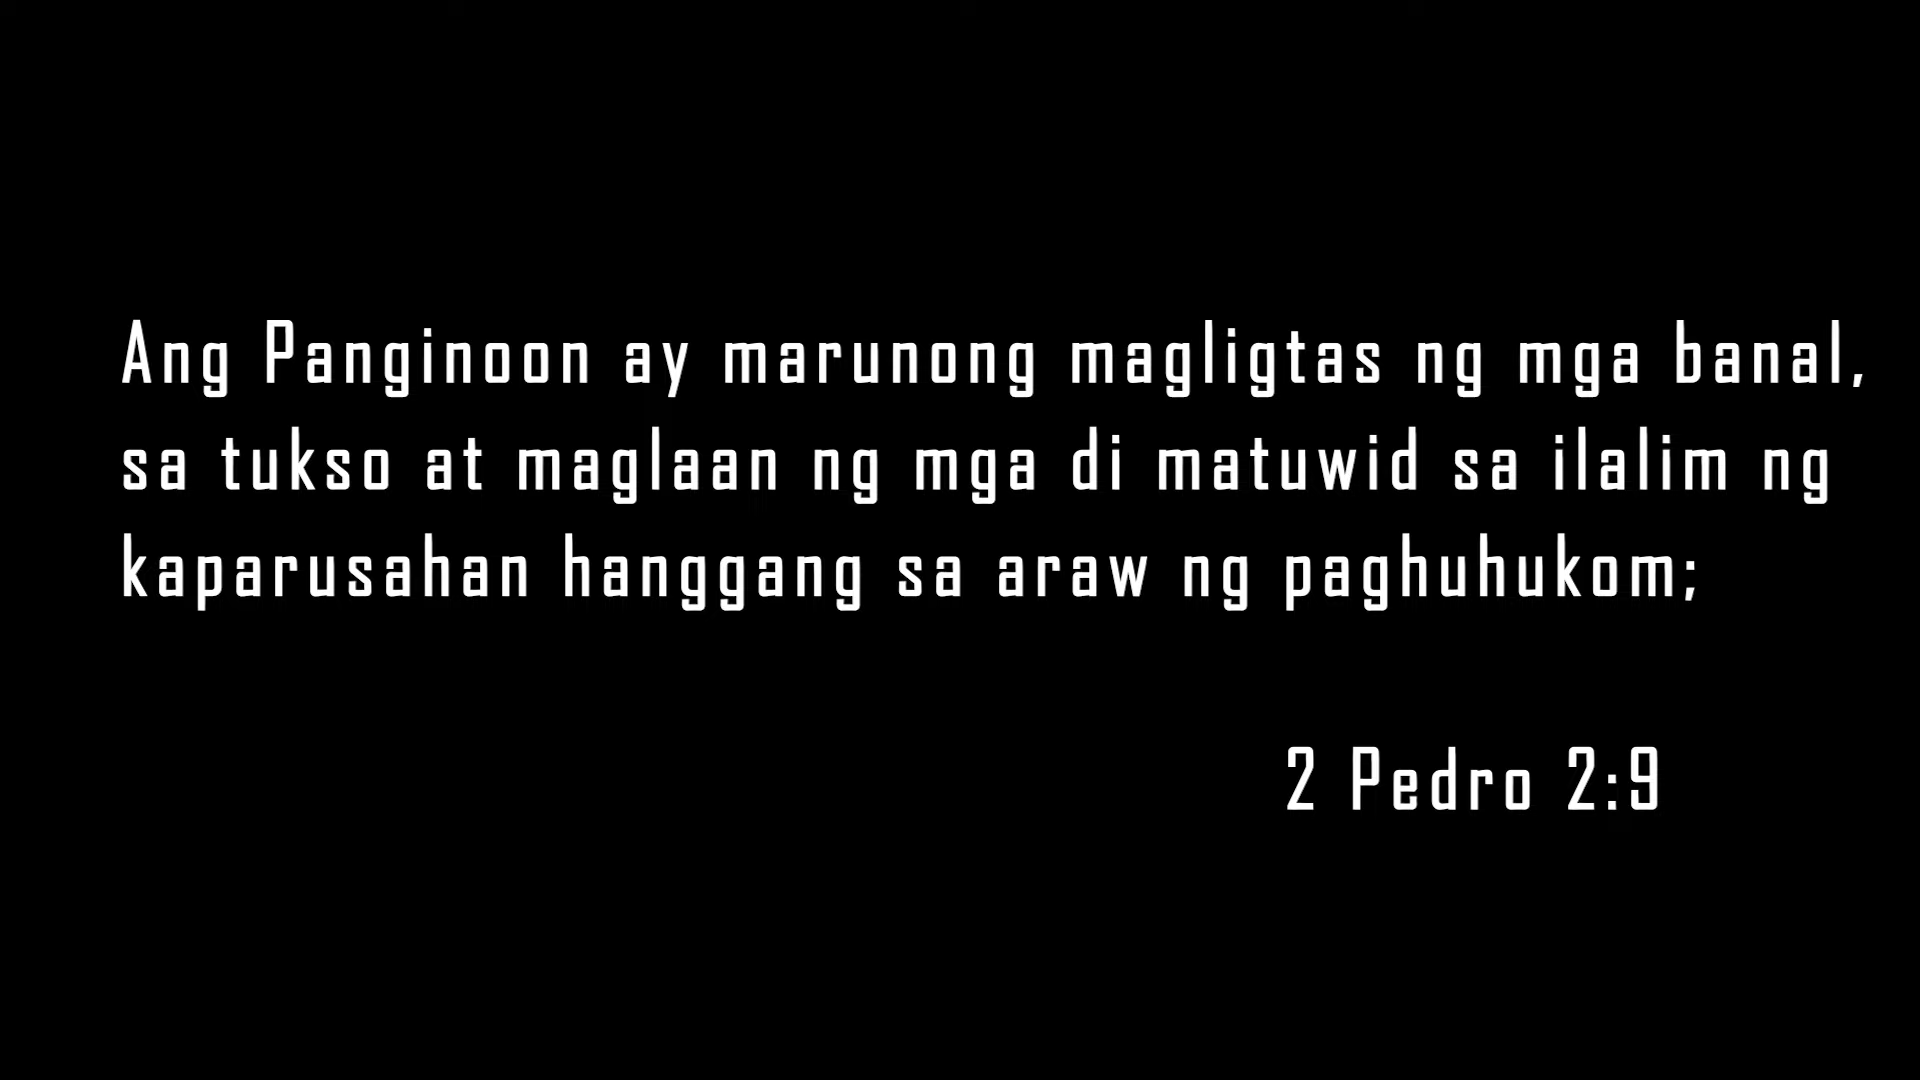 Ang Panginoon ay marunong magligtas ng mga banal,
sa tukso at maglaan ng mga di matuwid sa ilalim ng
kaparusahan hanggang sa araw ng paghuhukom;
2 Pedro 2:9